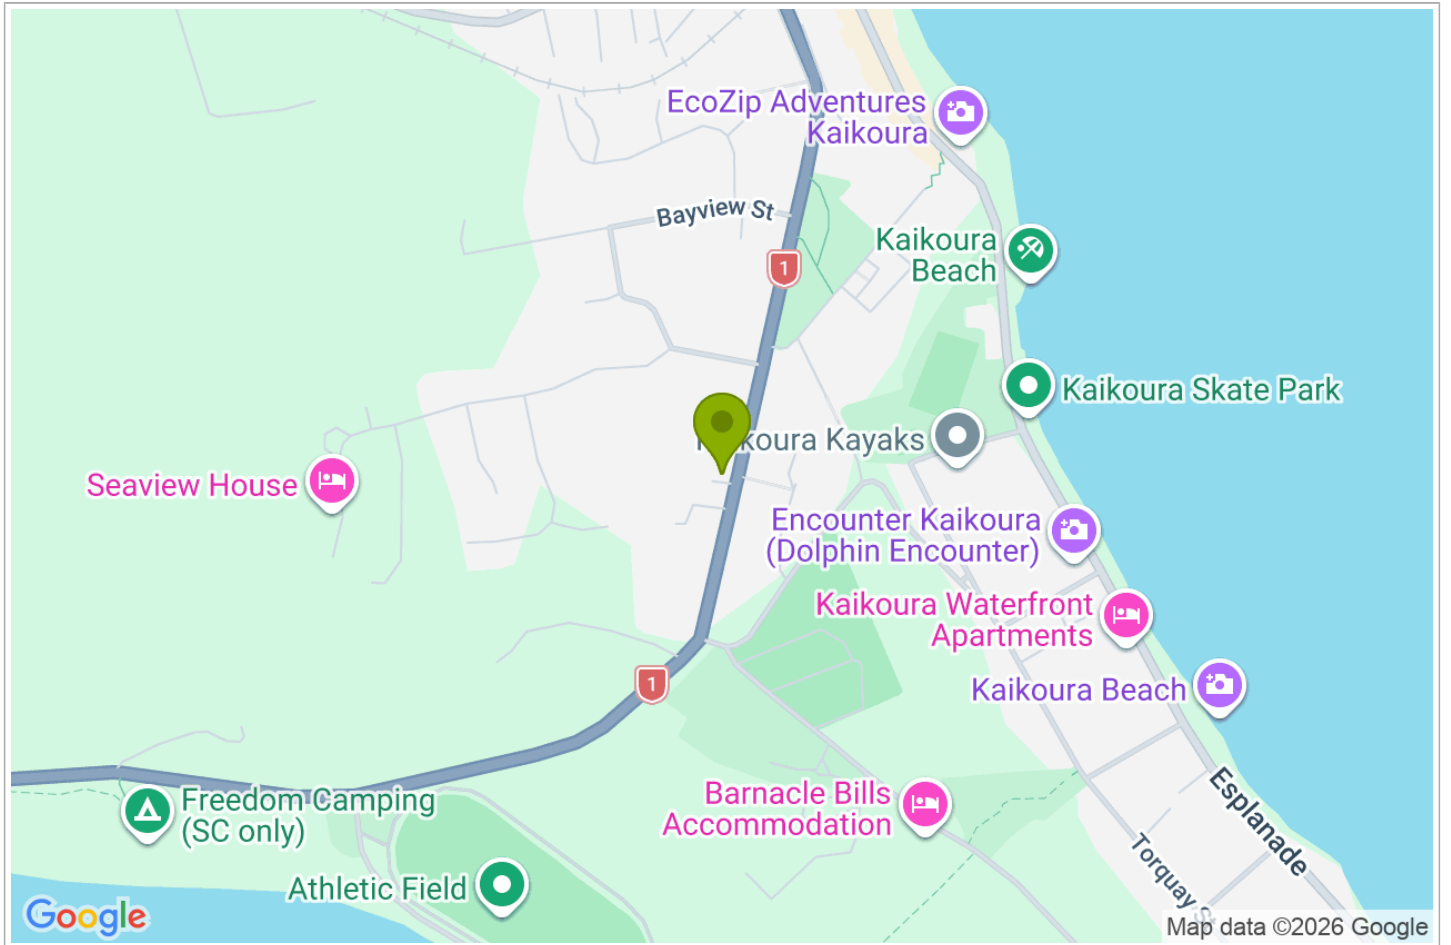 EcoZip Adventures
Kaikoura
Bayview St
1
Kaikoura
Beach
Kaikoura Skate Park
koura Kayaks
Seaview House
Encounter Kaikoura
(Dolphin Encounter)
Kaikoura Waterfront
Apartments
1
Kaikoura Beach
Freedom Camping
(SC only)
Barnacle Bills
Accommodation
Esplanade
Torquay St
Athletic Field
Google
Map data ©2026 Google